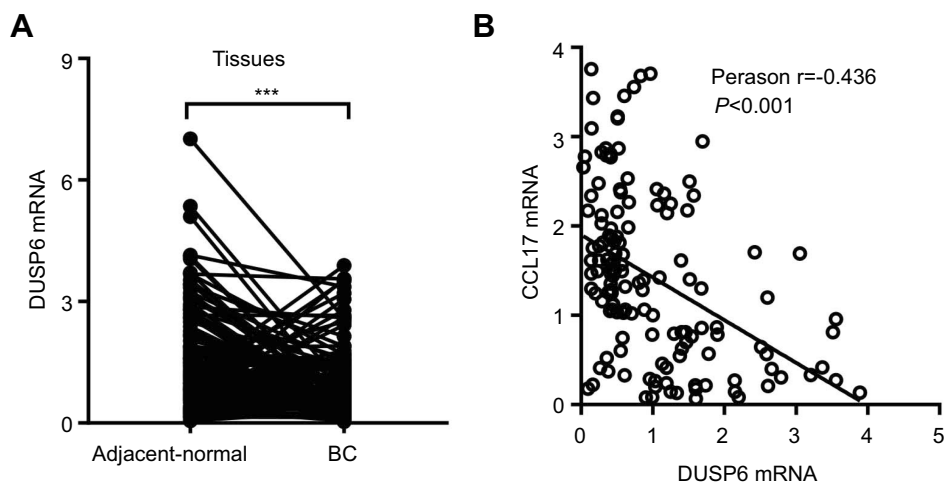 A
Tissues
***
9
6
3
0
DUSP6 mRNA
Adjacent-normal
BC
B
Perason r=-0.436
P<0.001
4
3
2
1
0
CCL17 mRNA
0
1
2
3
4
5
DUSP6 mRNA